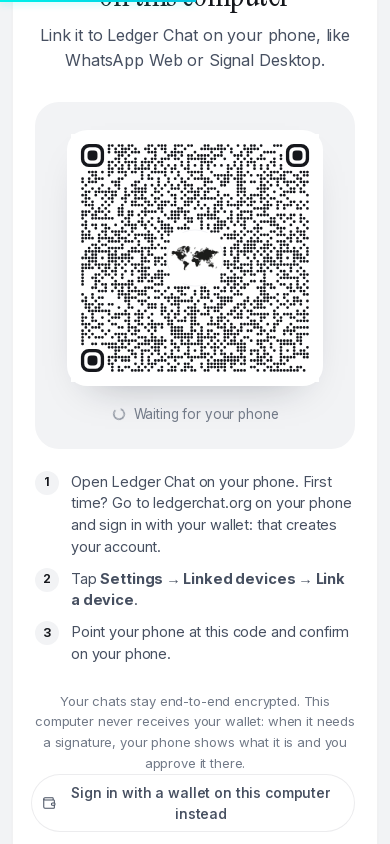 on this computer
Link it to Ledger Chat on your phone, like
WhatsApp Web or Signal Desktop.
Waiting for your phone
1 Open Ledger Chat on your phone. First
time? Go to ledgerchat.org on your phone
and sign in with your wallet: that creates
your account.
2 Tap Settings → Linked devices → Link
a device.
3 Point your phone at this code and confirm
on your phone.
Your chats stay end-to-end encrypted. This
computer never receives your wallet: when it needs
a signature, your phone shows what it is and you
approve it there.
Sign in with a wallet on this computer
instead